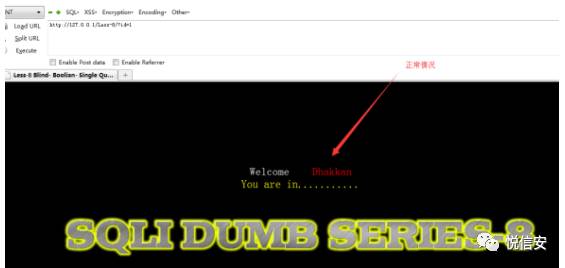 NT SQL- XSS- Encryption- Encoding- Other-
Load URL http://127.0.0.1/Less-8/?id=1
Split URL
Execute
Enable Post data Enable Referrer
Less-8 Blind- Boolian- Single Qu...
正常情况
Welcome Dhakkan
You are in...........
SQLI DUMB SERIES-8
悦信安